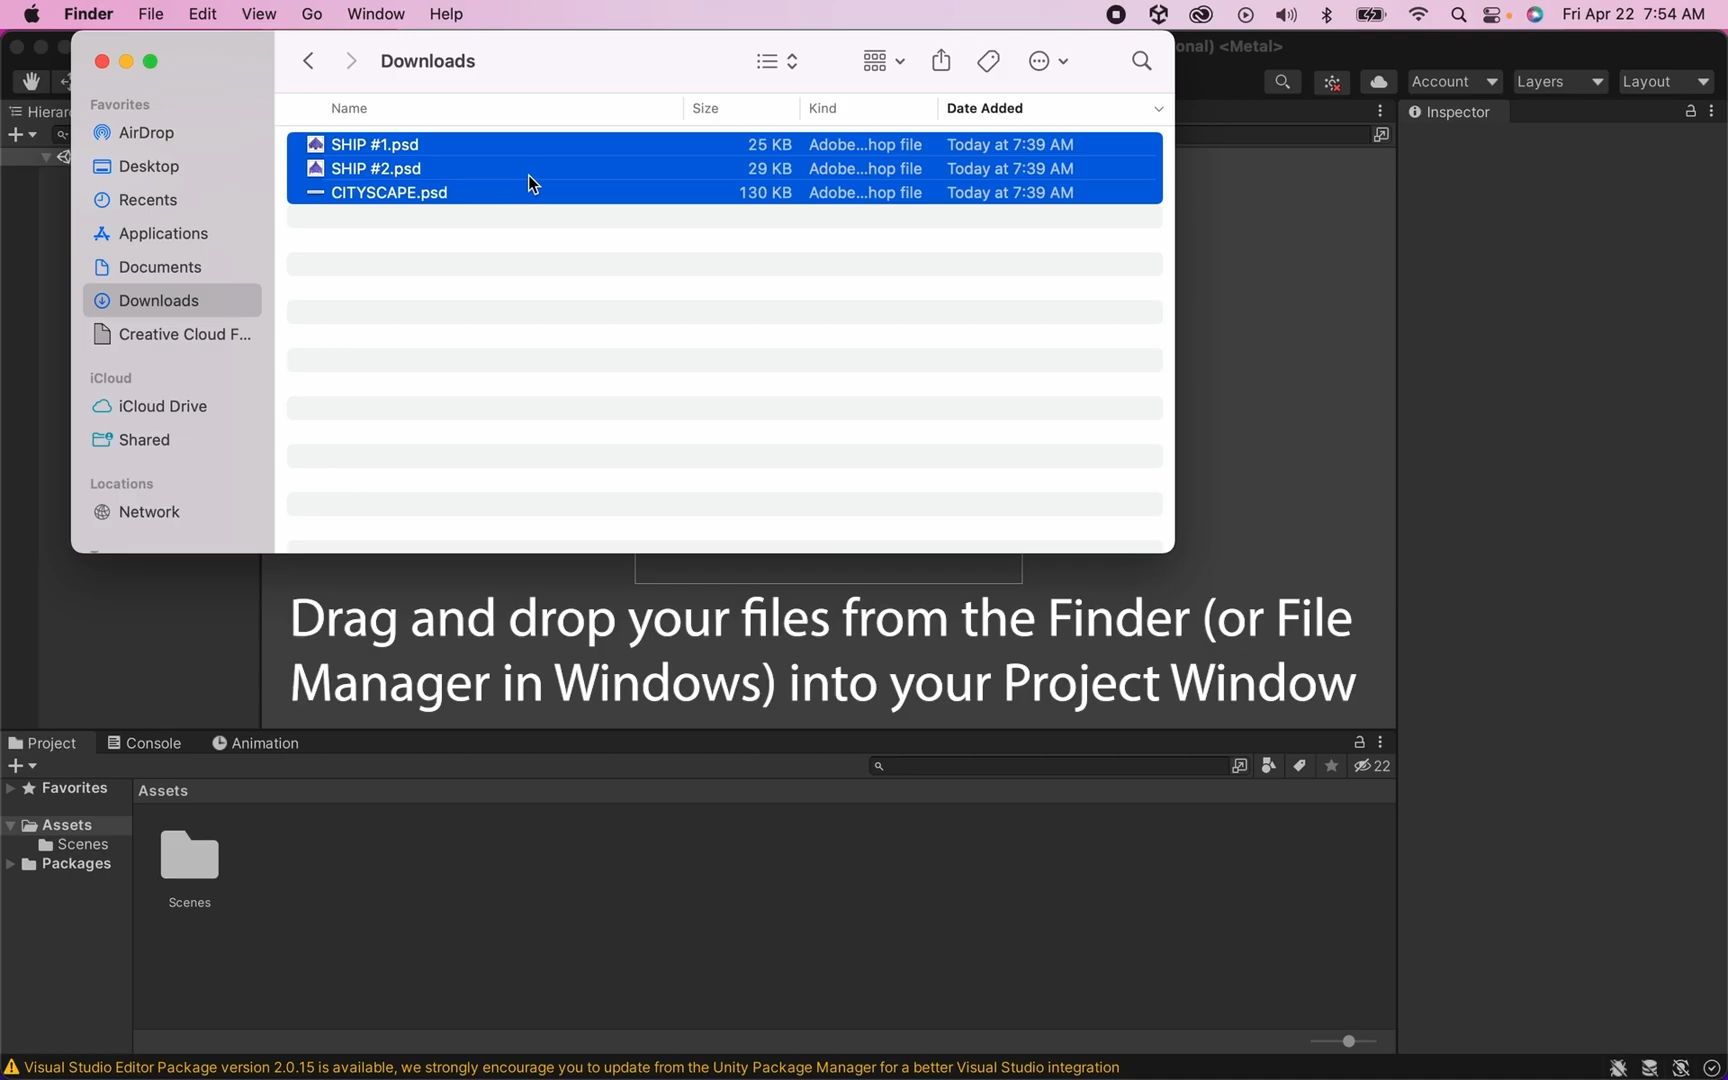 Finder File Edit View Go Window Help Fri Apr 22 7:54 AM
onal) <Metal>
Downloads
Account Layers Layout
Hierarc
Inspector
Favorites
AirDrop
Desktop
Recents
Applications
Documents
Downloads
Creative Cloud F...
iCloud
iCloud Drive
Shared
Locations
Network
Name Size Kind Date Added
SHIP #1.psd 25 KB Adobe...hop file Today at 7:39 AM
SHIP #2.psd 29 KB Adobe...hop file Today at 7:39 AM
CITYSCAPE.psd 130 KB Adobe...hop file Today at 7:39 AM
Drag and drop your files from the Finder (or File
Manager in Windows) into your Project Window
Project Console Animation
22
Favorites
Assets
Scenes
Packages
Assets
Scenes
Visual Studio Editor Package version 2.0.15 is available, we strongly encourage you to update from the Unity Package Manager for a better Visual Studio integration